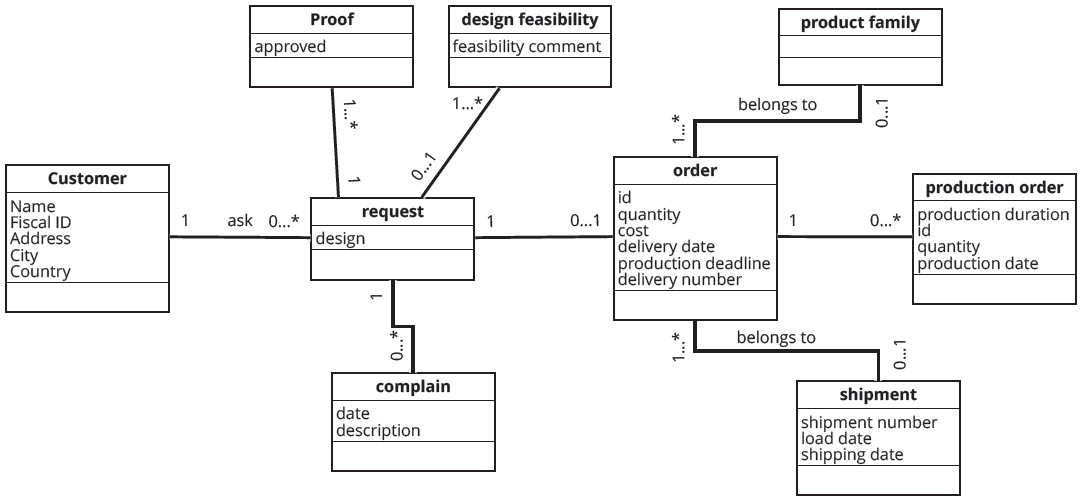 Proof
approved
design feasibility
feasibility comment
product family
belongs to
1...*
1...*
0...1
1...*
0...1
1
Customer
Name
Fiscal ID
Address
City
Country
1
ask
0...*
request
design
1
0...1
order
id
quantity
cost
delivery date
production deadline
delivery number
1
0...*
production order
production duration
id
quantity
production date
1
0...*
complain
date
description
1...*
belongs to
0...1
shipment
shipment number
load date
shipping date